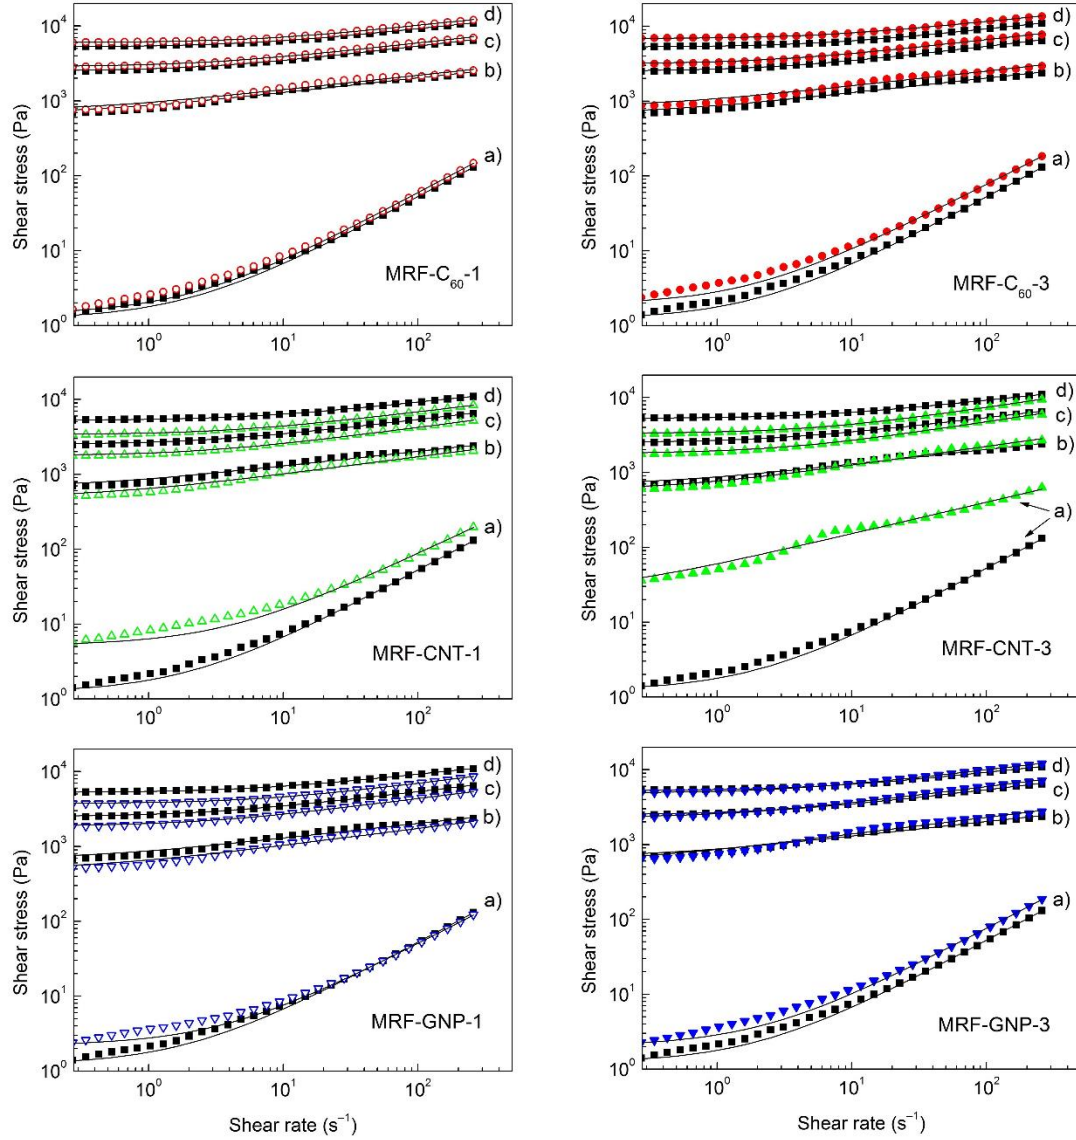 10⁴ d)
c)
10³ b)
Shear stress (Pa)
10² a)
10¹
MRF-C₆₀-1
10⁰
10⁰ 10¹ 10²
10⁴ d)
c)
10³ b)
Shear stress (Pa)
10² a)
10¹
MRF-C₆₀-3
10⁰
10⁰ 10¹ 10²
10⁴ d)
c)
10³ b)
Shear stress (Pa)
10² a)
10¹
MRF-CNT-1
10⁰
10⁰ 10¹ 10²
10⁴ d)
c)
10³ b)
Shear stress (Pa)
10² a)
10¹
MRF-CNT-3
10⁰
10⁰ 10¹ 10²
10⁴ d)
c)
10³ b)
Shear stress (Pa)
10² a)
10¹
MRF-GNP-1
10⁰
10⁰ 10¹ 10²
Shear rate (s⁻¹)
10⁴ d)
c)
10³ b)
Shear stress (Pa)
10² a)
10¹
MRF-GNP-3
10⁰
10⁰ 10¹ 10²
Shear rate (s⁻¹)